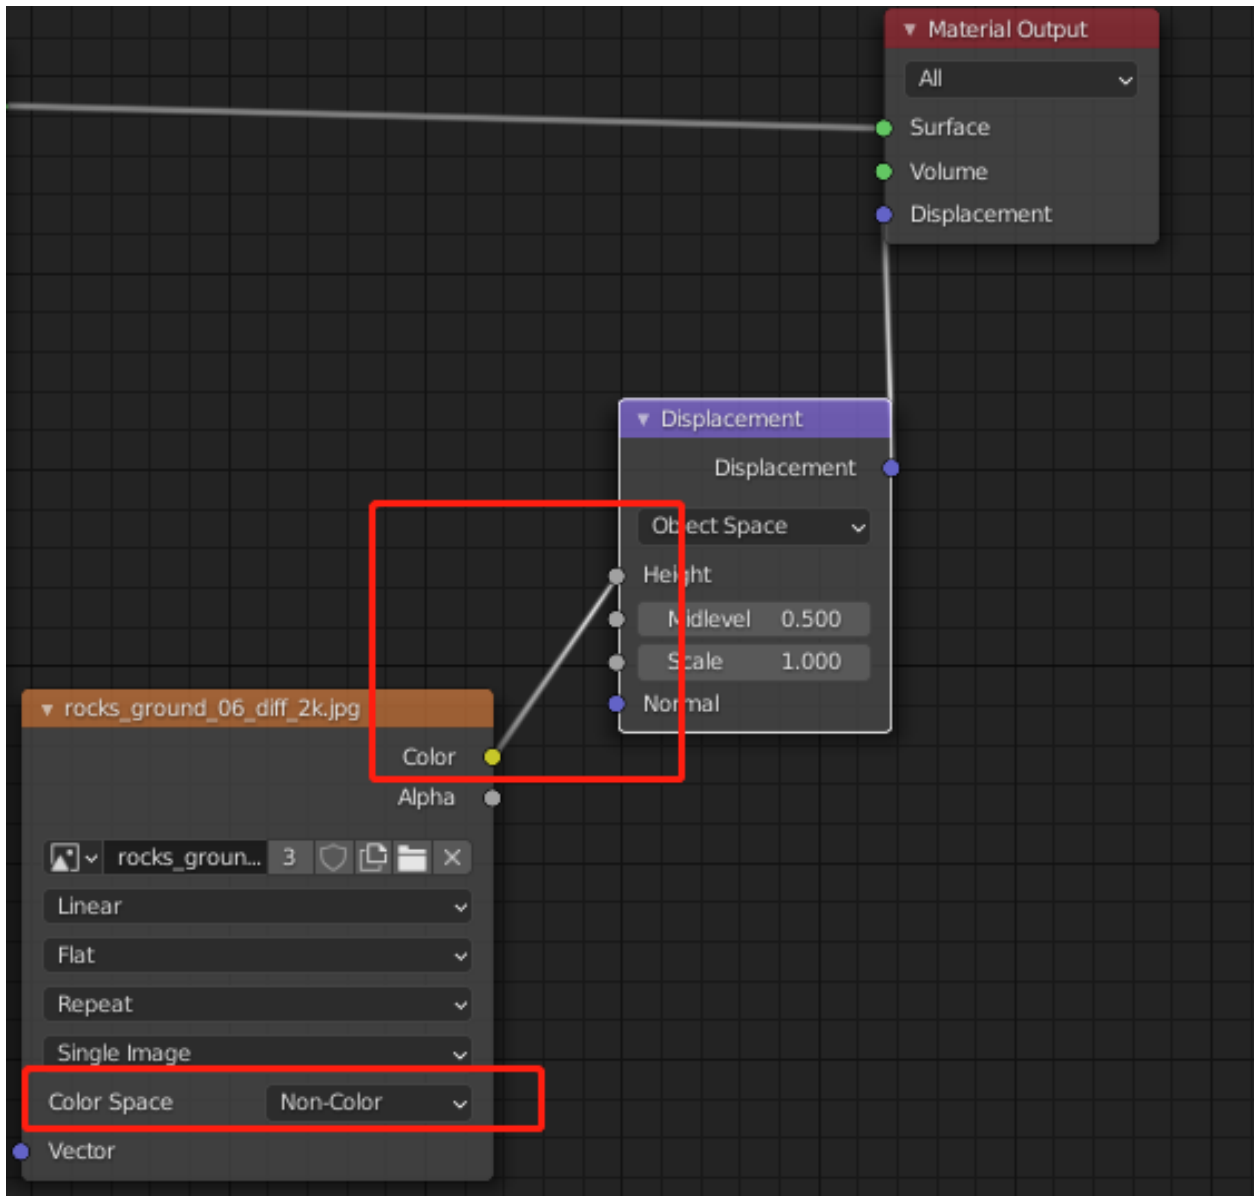 Material Output
All
Surface
Volume
Displacement
Displacement
Displacement
Object Space
Height
Midlevel 0.500
Scale 1.000
Normal
rocks_ground_06_diff_2k.jpg
Color
Alpha
rocks_groun... 3
Linear
Flat
Repeat
Single Image
Color Space Non-Color
Vector